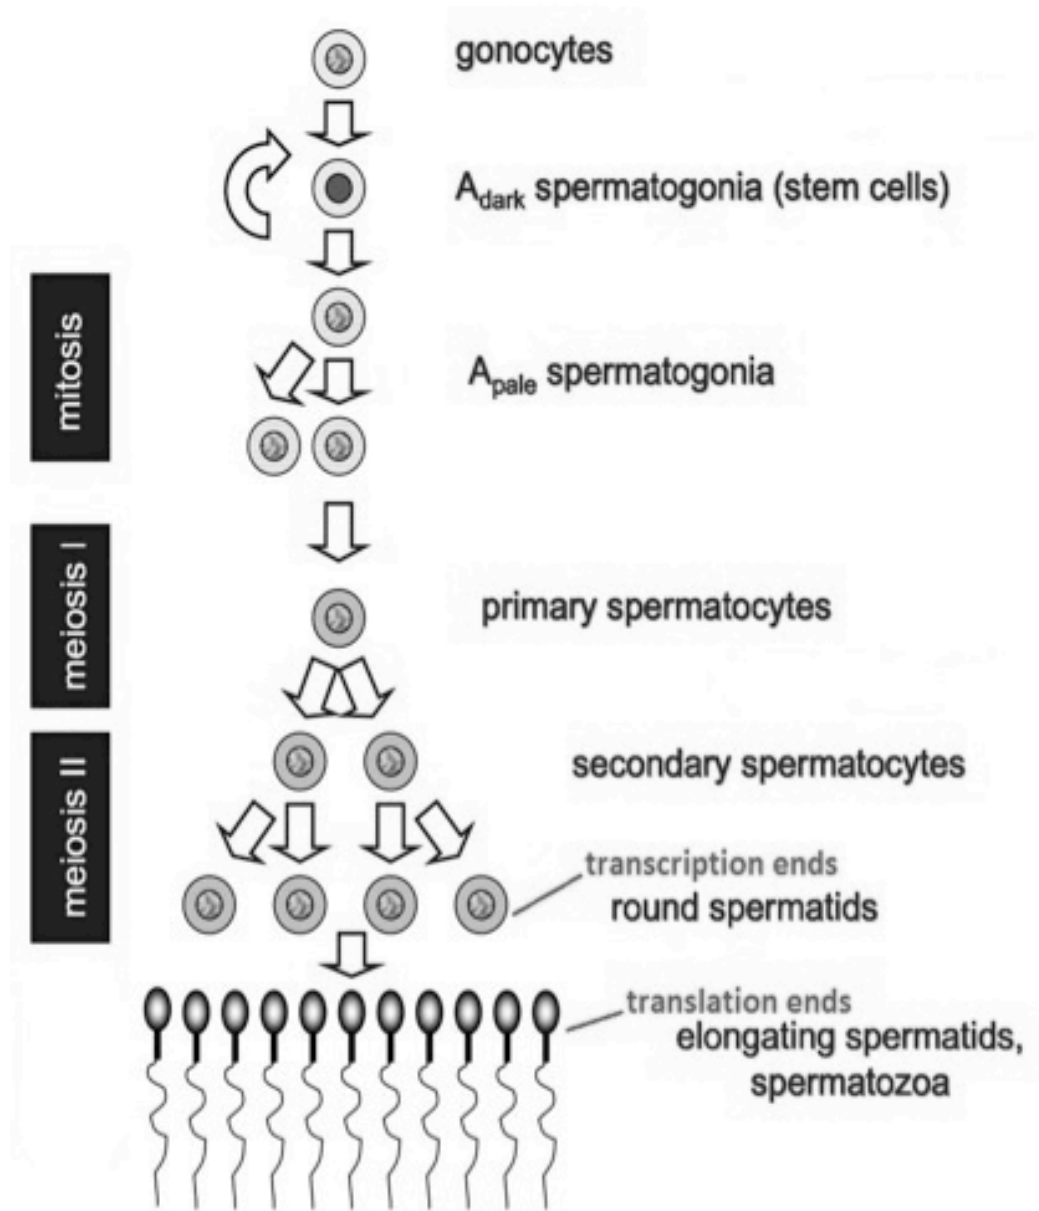 gonocytes
Adark spermatogonia (stem cells)
mitosis
Apale spermatogonia
meiosis I
primary spermatocytes
meiosis II
secondary spermatocytes
transcription ends
round spermatids
translation ends
elongating spermatids,
spermatozoa